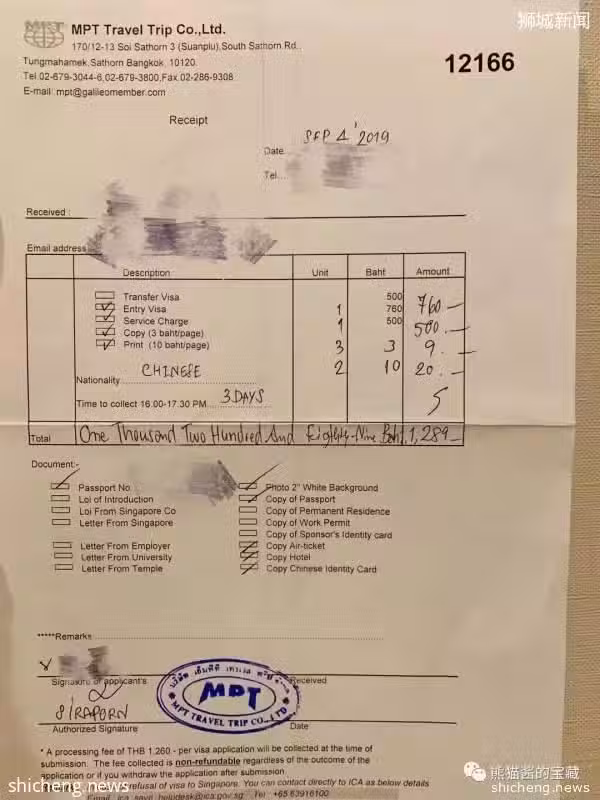 狮城新闻
MPT
MPT Travel Trip Co.,Ltd.
170/12-13 Soi Sathorn 3 (Suanplu),South Sathorn Rd.,
Tungmahamek,Sathorn Bangkok. 10120.
Tel.02-679-3044-6,02-679-3800,Fax.02-286-9308
E-mail: mpt@galileomember.com
12166
Receipt
Date SEP 4' 2019
Tel...
Received :
Email address
Description Unit Baht Amount
Transfer Visa 500
Entry Visa 1 760 760
Service Charge 1 500 500
Copy (3 baht/page) 3 3 9
Print (10 baht/page) 2 10 20
Nationality CHINESE
Time to collect 16.00-17.30 PM 3 DAYS
Total One Thousand Two Hundred And Eighty-Nine Baht 1,289
Document:-
Passport No Photo 2" White Background
Loi of Introduction Copy of Passport
Loi From Singapore Co Copy of Permanent Residence
Letter From Singapore Copy of Work Permit
Copy of Sponsor's Identity card
Letter From Employer Copy Air-ticket
Letter From University Copy Hotel
Letter From Temple Copy Chinese Identity Card
*****Remarks
Signature of applicant's Received
SIRAPORN
Authorized Signature Date
MPT
MPT TRAVEL TRIP CO.,LTD
* A processing fee of THB 1,260.- per visa application will be collected at the time of
submission. The fee collected is non-refundable regardless of the outcome of the
application or if you withdraw the application after submission.
refusal of visa to Singapore. You can directly contact to ICA as below details
Tel : +65 63916100
熊猫酱的宝藏
shicheng.news
shicheng.news